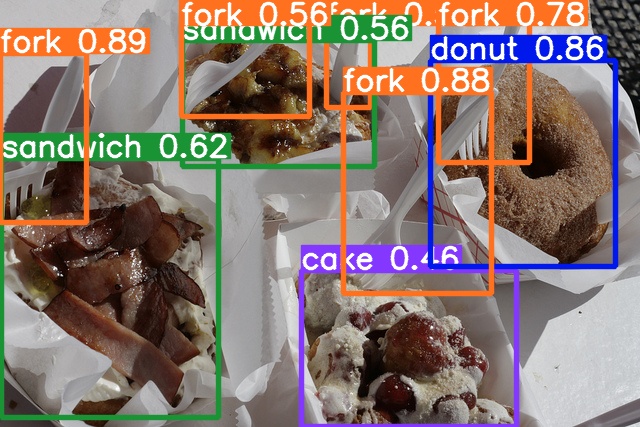 fork 0.56
fork 0.
fork 0.78
sandwich 0.56
fork 0.89
donut 0.86
fork 0.88
sandwich 0.62
cake 0.46